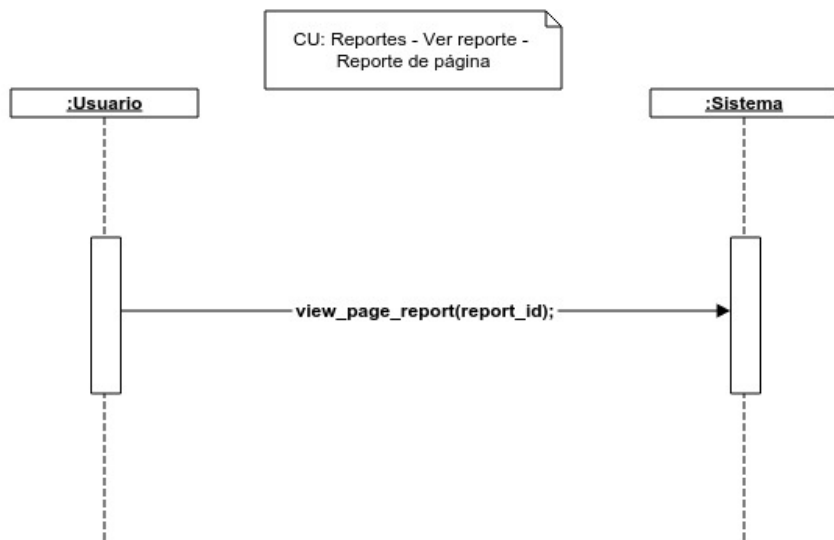 CU: Reportes - Ver reporte -
Reporte de página
:Usuario
:Sistema
view_page_report(report_id);